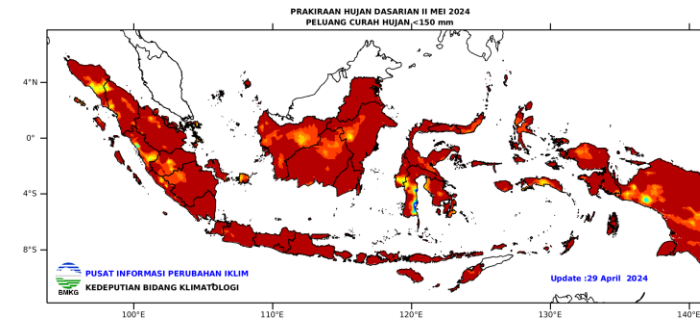 PRAKIRAAN HUJAN DASARIAN II MEI 2024
PELUANG CURAH HUJAN <150 mm
4°N
0°
4°S
8°S
PUSAT INFORMASI PERUBAHAN IKLIM
KEDEPUTIAN BIDANG KLIMATOLOGI
BMKG
Update :29 April 2024
100°E
110°E
120°E
130°E
140°E